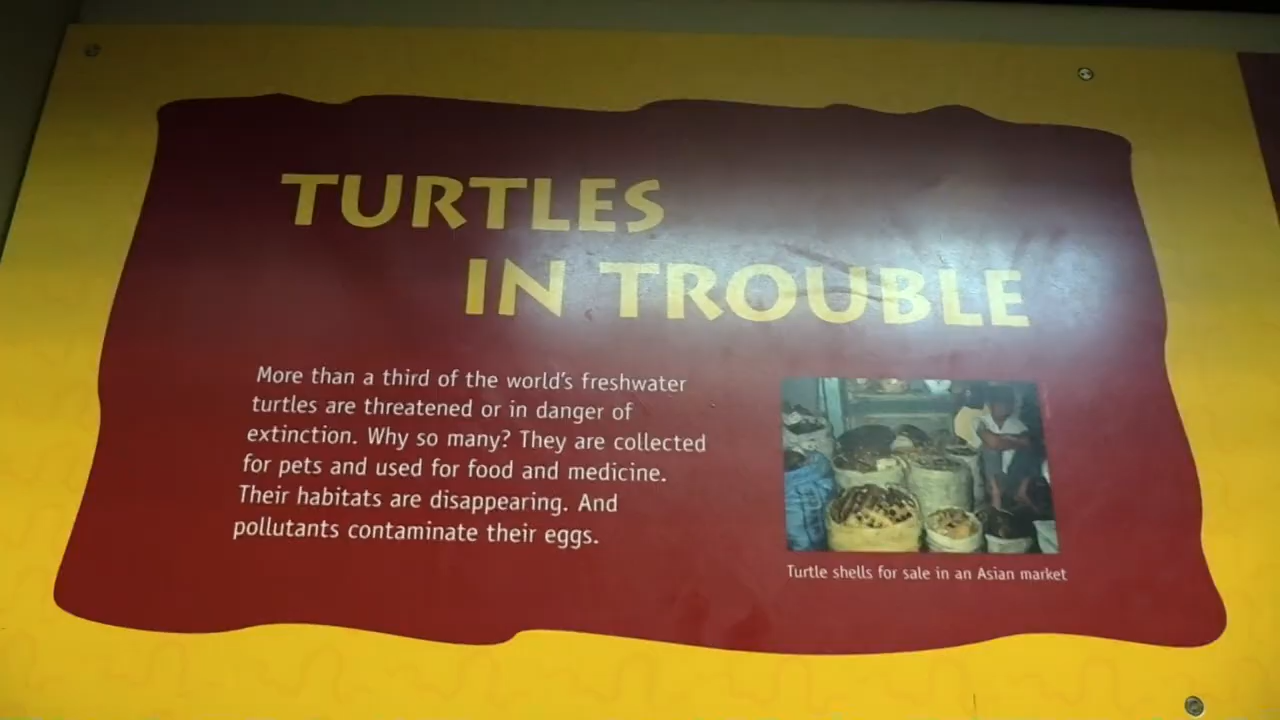 TURTLES
IN TROUBLE
More than a third of the world's freshwater
turtles are threatened or in danger of
extinction. Why so many? They are collected
for pets and used for food and medicine.
Their habitats are disappearing. And
pollutants contaminate their eggs.
Turtle shells for sale in an Asian market